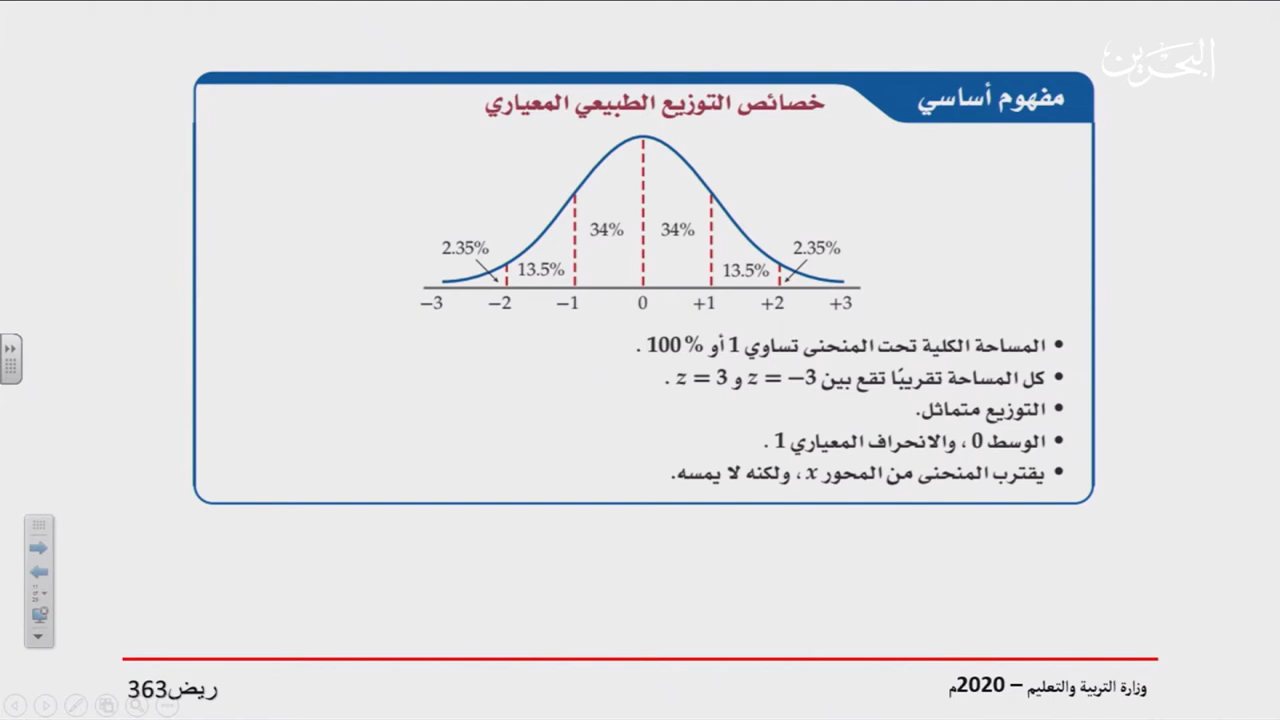 البحرين
مفهوم أساسي
خصائص التوزيع الطبيعي المعياري
34% 34%
2.35% 13.5% 13.5% 2.35%
−3 −2 −1 0 +1 +2 +3
• المساحة الكلية تحت المنحنى تساوي 1 أو 100% .
• كل المساحة تقريبًا تقع بين z = −3 و z = 3 .
• التوزيع متماثل.
• الوسط 0 ، والانحراف المعياري 1 .
• يقترب المنحنى من المحور x ، ولكنه لا يمسه.
وزارة التربية والتعليم – 2020م
ريض363